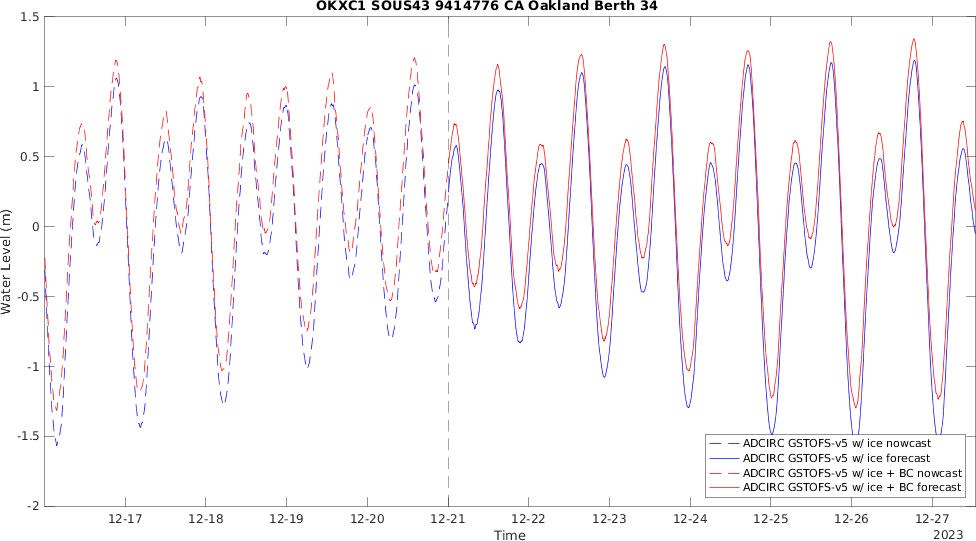 OKXC1 SOUS43 9414776 CA Oakland Berth 34
1.5
1
0.5
0
-0.5
-1
-1.5
-2
Water Level (m)
12-17
12-18
12-19
12-20
12-21
12-22
12-23
12-24
12-25
12-26
12-27
Time
2023
ADCIRC GSTOFS-v5 w/ ice nowcast
ADCIRC GSTOFS-v5 w/ ice forecast
ADCIRC GSTOFS-v5 w/ ice + BC nowcast
ADCIRC GSTOFS-v5 w/ ice + BC forecast